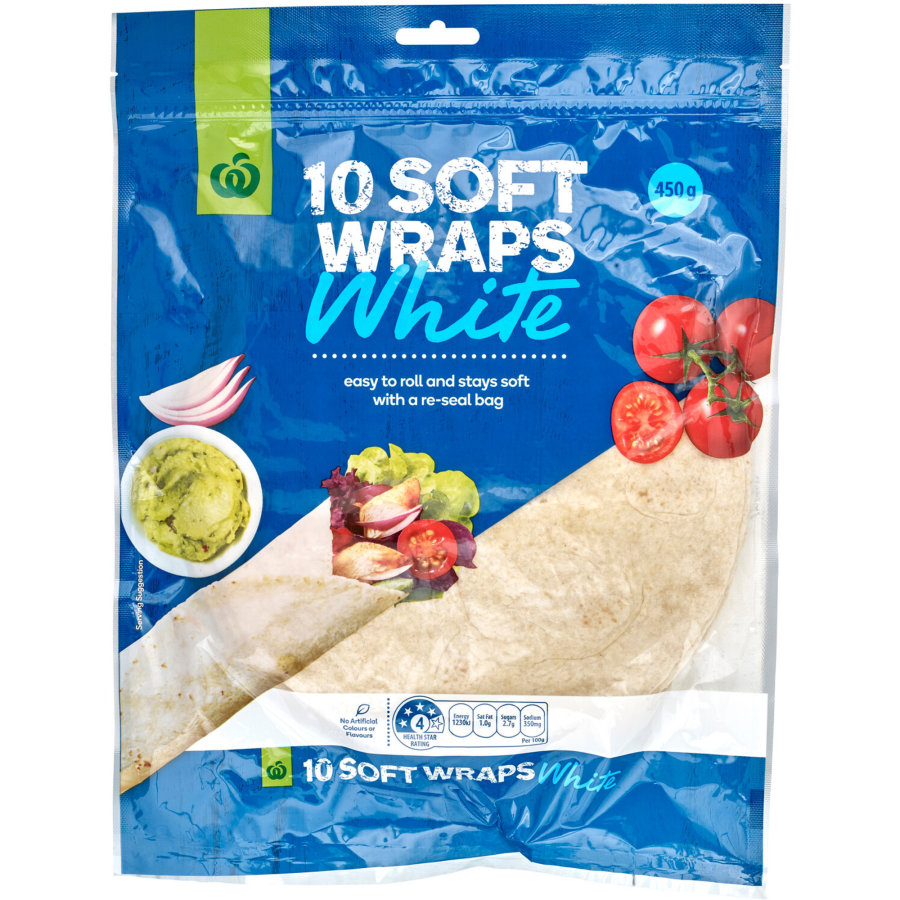 10 SOFT
WRAPS
White
450 g
easy to roll and stays soft
with a re-seal bag
Serving Suggestion
No Artificial
Colours or
Flavours
4
HEALTH STAR
RATING
Energy
1230kJ
Sat Fat
1.0g
Sugars
2.7g
Sodium
350mg
Per 100g
10 SOFT WRAPS White